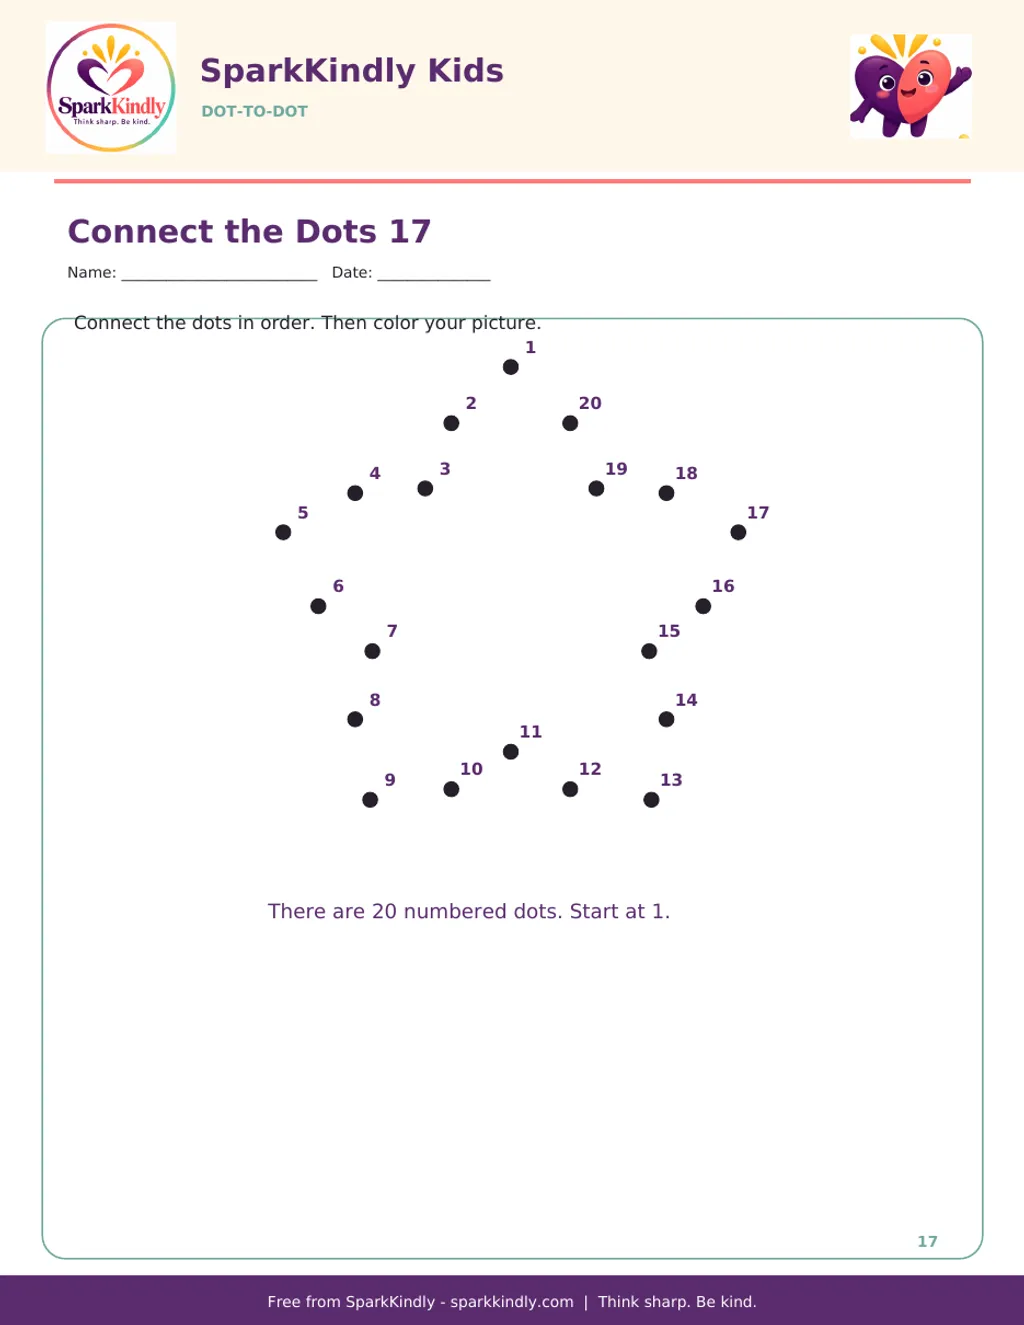 SparkKindly
Think sharp. Be kind.
SparkKindly Kids
DOT-TO-DOT
Connect the Dots 17
Name: __________________________ Date: _______________
Connect the dots in order. Then color your picture.
1
2 20
4 3 19 18
5 17
6 16
7 15
8 14
11
10 12
9 13
There are 20 numbered dots. Start at 1.
17
Free from SparkKindly - sparkkindly.com | Think sharp. Be kind.